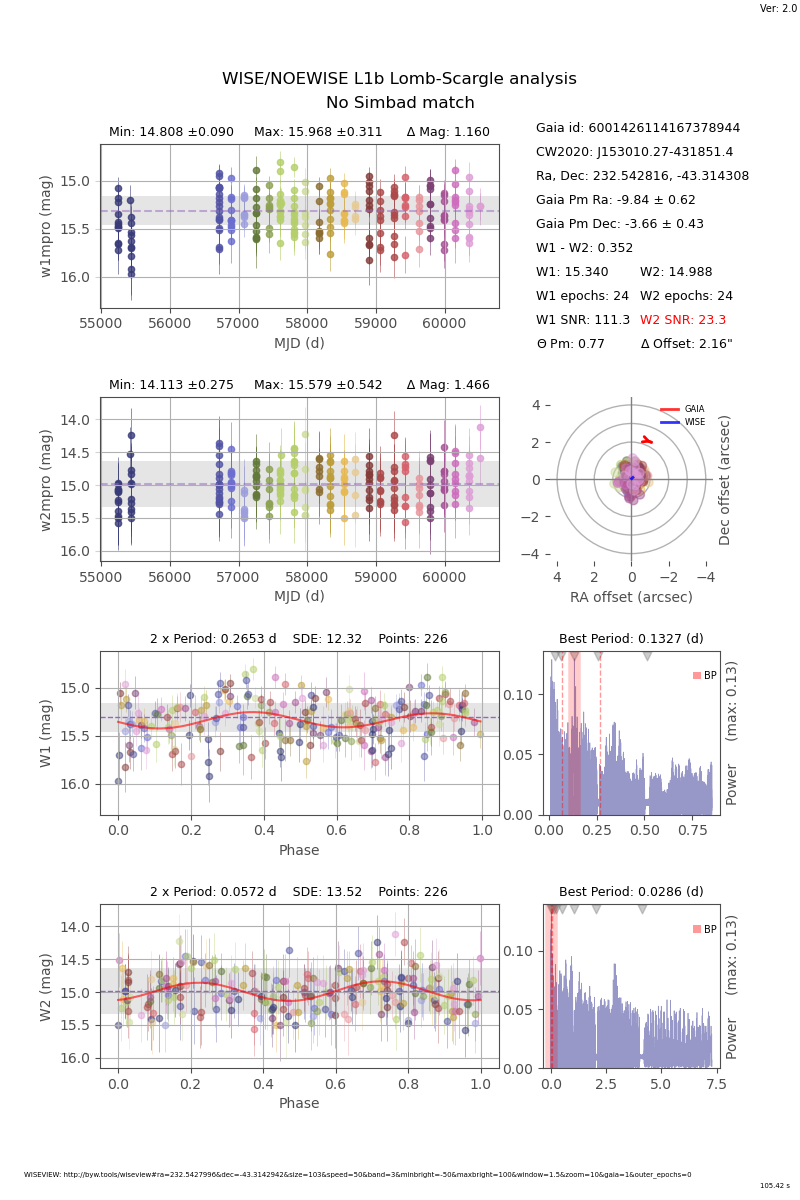 Ver: 2.0
WISE/NOEWISE L1b Lomb-Scargle analysis
No Simbad match
Min: 14.808 ±0.090 Max: 15.968 ±0.311 Δ Mag: 1.160
w1mpro (mag)
15.0
15.5
16.0
55000 56000 57000 58000 59000 60000
MJD (d)
Gaia id: 6001426114167378944
CW2020: J153010.27-431851.4
Ra, Dec: 232.542816, -43.314308
Gaia Pm Ra: -9.84 ± 0.62
Gaia Pm Dec: -3.66 ± 0.43
W1 - W2: 0.352
W1: 15.340 W2: 14.988
W1 epochs: 24 W2 epochs: 24
W1 SNR: 111.3 W2 SNR: 23.3
Θ Pm: 0.77 Δ Offset: 2.16"
Min: 14.113 ±0.275 Max: 15.579 ±0.542 Δ Mag: 1.466
w2mpro (mag)
14.0
14.5
15.0
15.5
16.0
55000 56000 57000 58000 59000 60000
MJD (d)
GAIA
WISE
4
2
0
−2
−4
4 2 0 −2 −4
RA offset (arcsec)
Dec offset (arcsec)
2 x Period: 0.2653 d SDE: 12.32 Points: 226
W1 (mag)
15.0
15.5
16.0
0.0 0.2 0.4 0.6 0.8 1.0
Phase
Best Period: 0.1327 (d)
BP
0.10
0.05
0.00
0.00 0.25 0.50 0.75
Power (max: 0.13)
2 x Period: 0.0572 d SDE: 13.52 Points: 226
W2 (mag)
14.0
14.5
15.0
15.5
16.0
0.0 0.2 0.4 0.6 0.8 1.0
Phase
Best Period: 0.0286 (d)
BP
0.10
0.05
0.00
0.0 2.5 5.0 7.5
Power (max: 0.13)
WISEVIEW: http://byw.tools/wiseview#ra=232.5427996&dec=-43.3142942&size=103&speed=50&band=3&minbright=-50&maxbright=100&window=1.5&zoom=10&gaia=1&outer_epochs=0
105.42 s